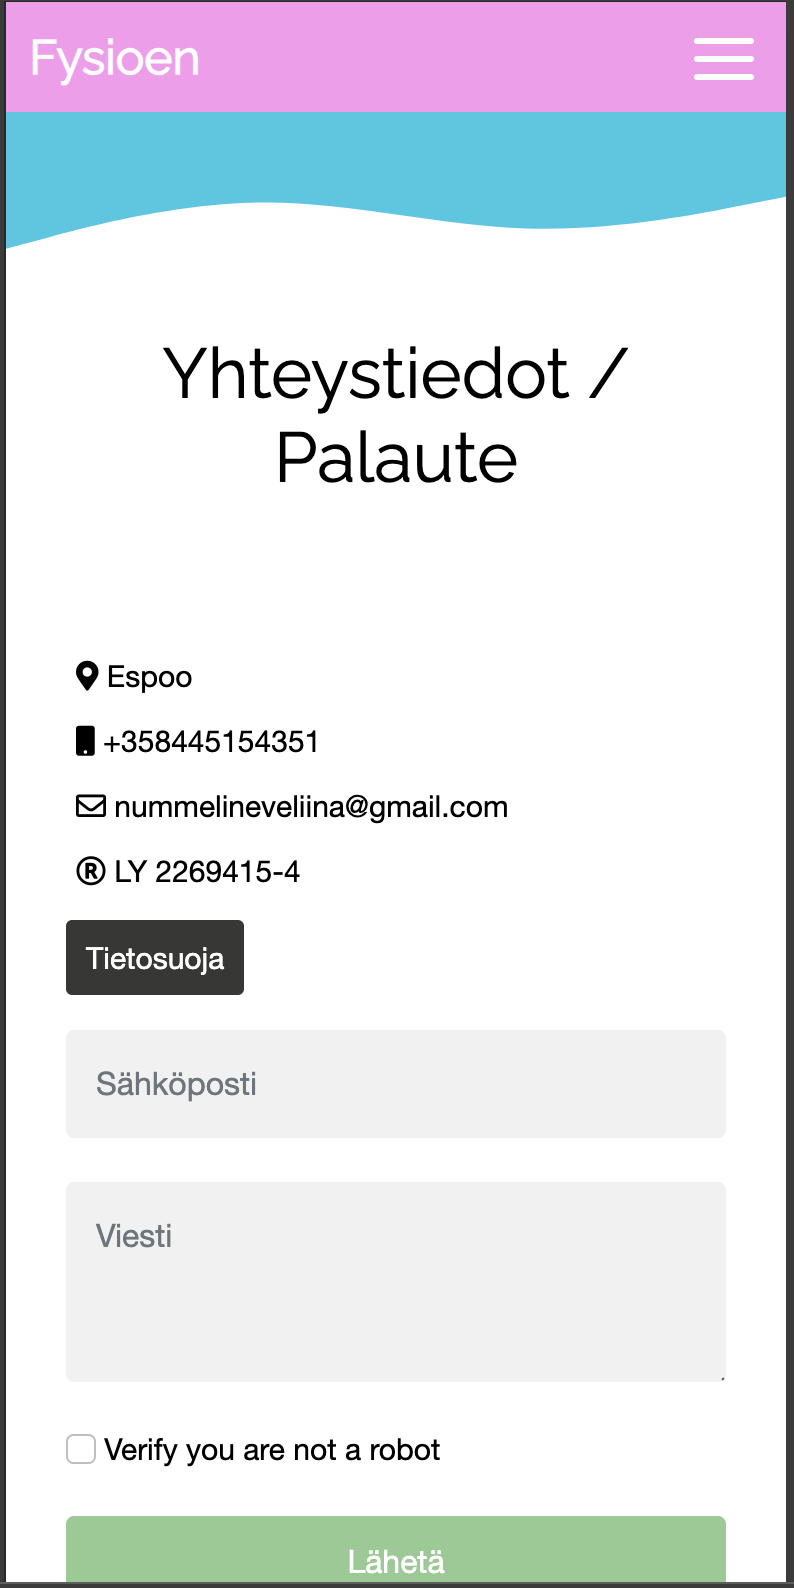 Fysioen
Yhteystiedot /
Palaute
Espoo
+358445154351
nummelineveliina@gmail.com
® LY 2269415-4
Tietosuoja
Sähköposti
Viesti
Verify you are not a robot
Lähetä